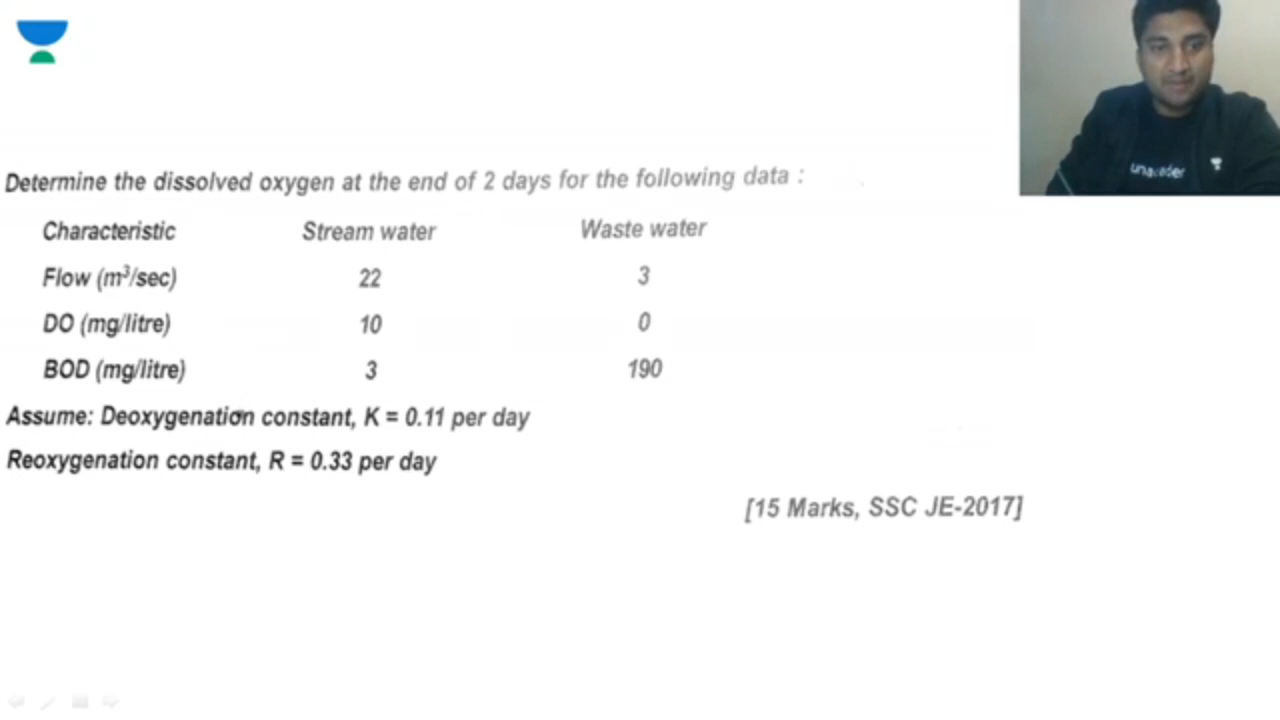 Determine the dissolved oxygen at the end of 2 days for the following data :
Characteristic Stream water Waste water
Flow (m³/sec) 22 3
DO (mg/litre) 10 0
BOD (mg/litre) 3 190
Assume: Deoxygenation constant, K = 0.11 per day
Reoxygenation constant, R = 0.33 per day
[15 Marks, SSC JE-2017]